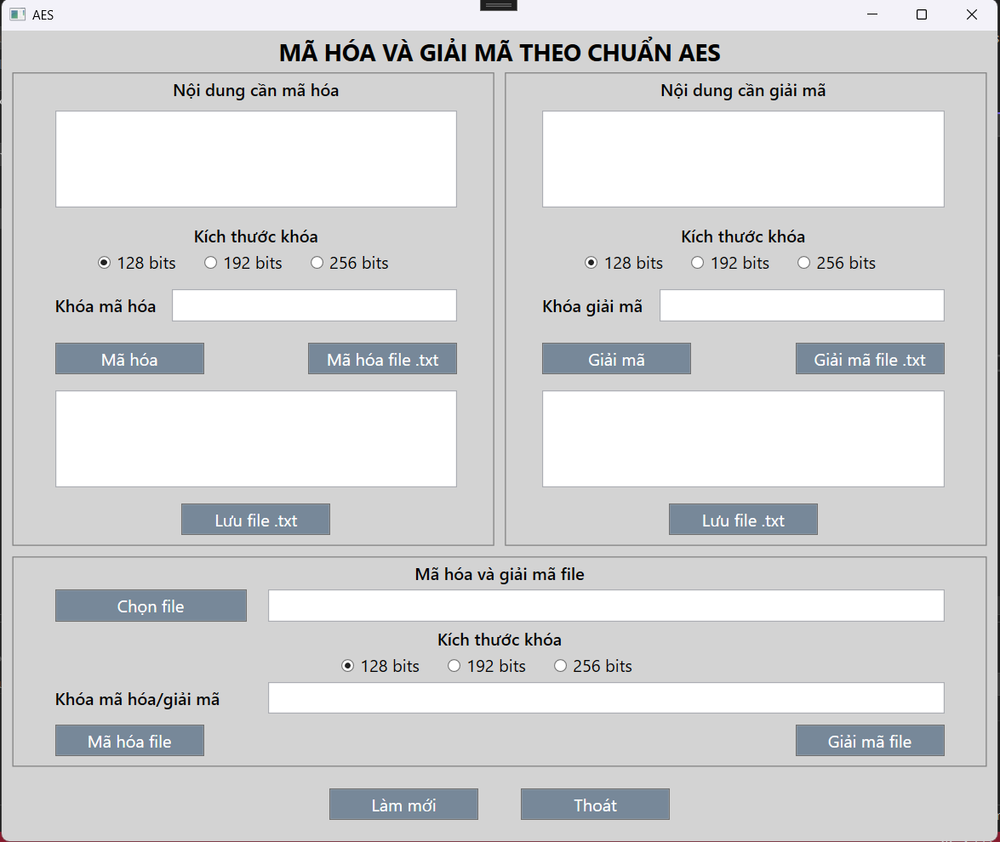 AES
MÃ HÓA VÀ GIẢI MÃ THEO CHUẨN AES
Nội dung cần mã hóa
Kích thước khóa
128 bits 192 bits 256 bits
Khóa mã hóa
Mã hóa Mã hóa file .txt
Lưu file .txt
Nội dung cần giải mã
Kích thước khóa
128 bits 192 bits 256 bits
Khóa giải mã
Giải mã Giải mã file .txt
Lưu file .txt
Mã hóa và giải mã file
Chọn file
Kích thước khóa
128 bits 192 bits 256 bits
Khóa mã hóa/giải mã
Mã hóa file Giải mã file
Làm mới Thoát